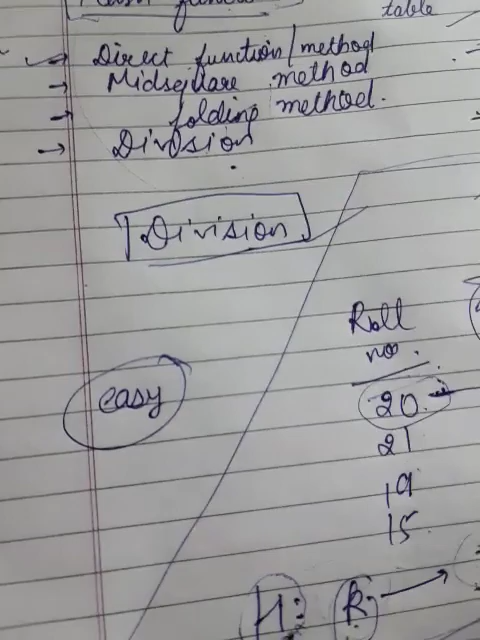 table
Direct function/method
Midsquare method
folding method.
Division
Division
Roll
no.
easy
20
21
19
15
H: R: